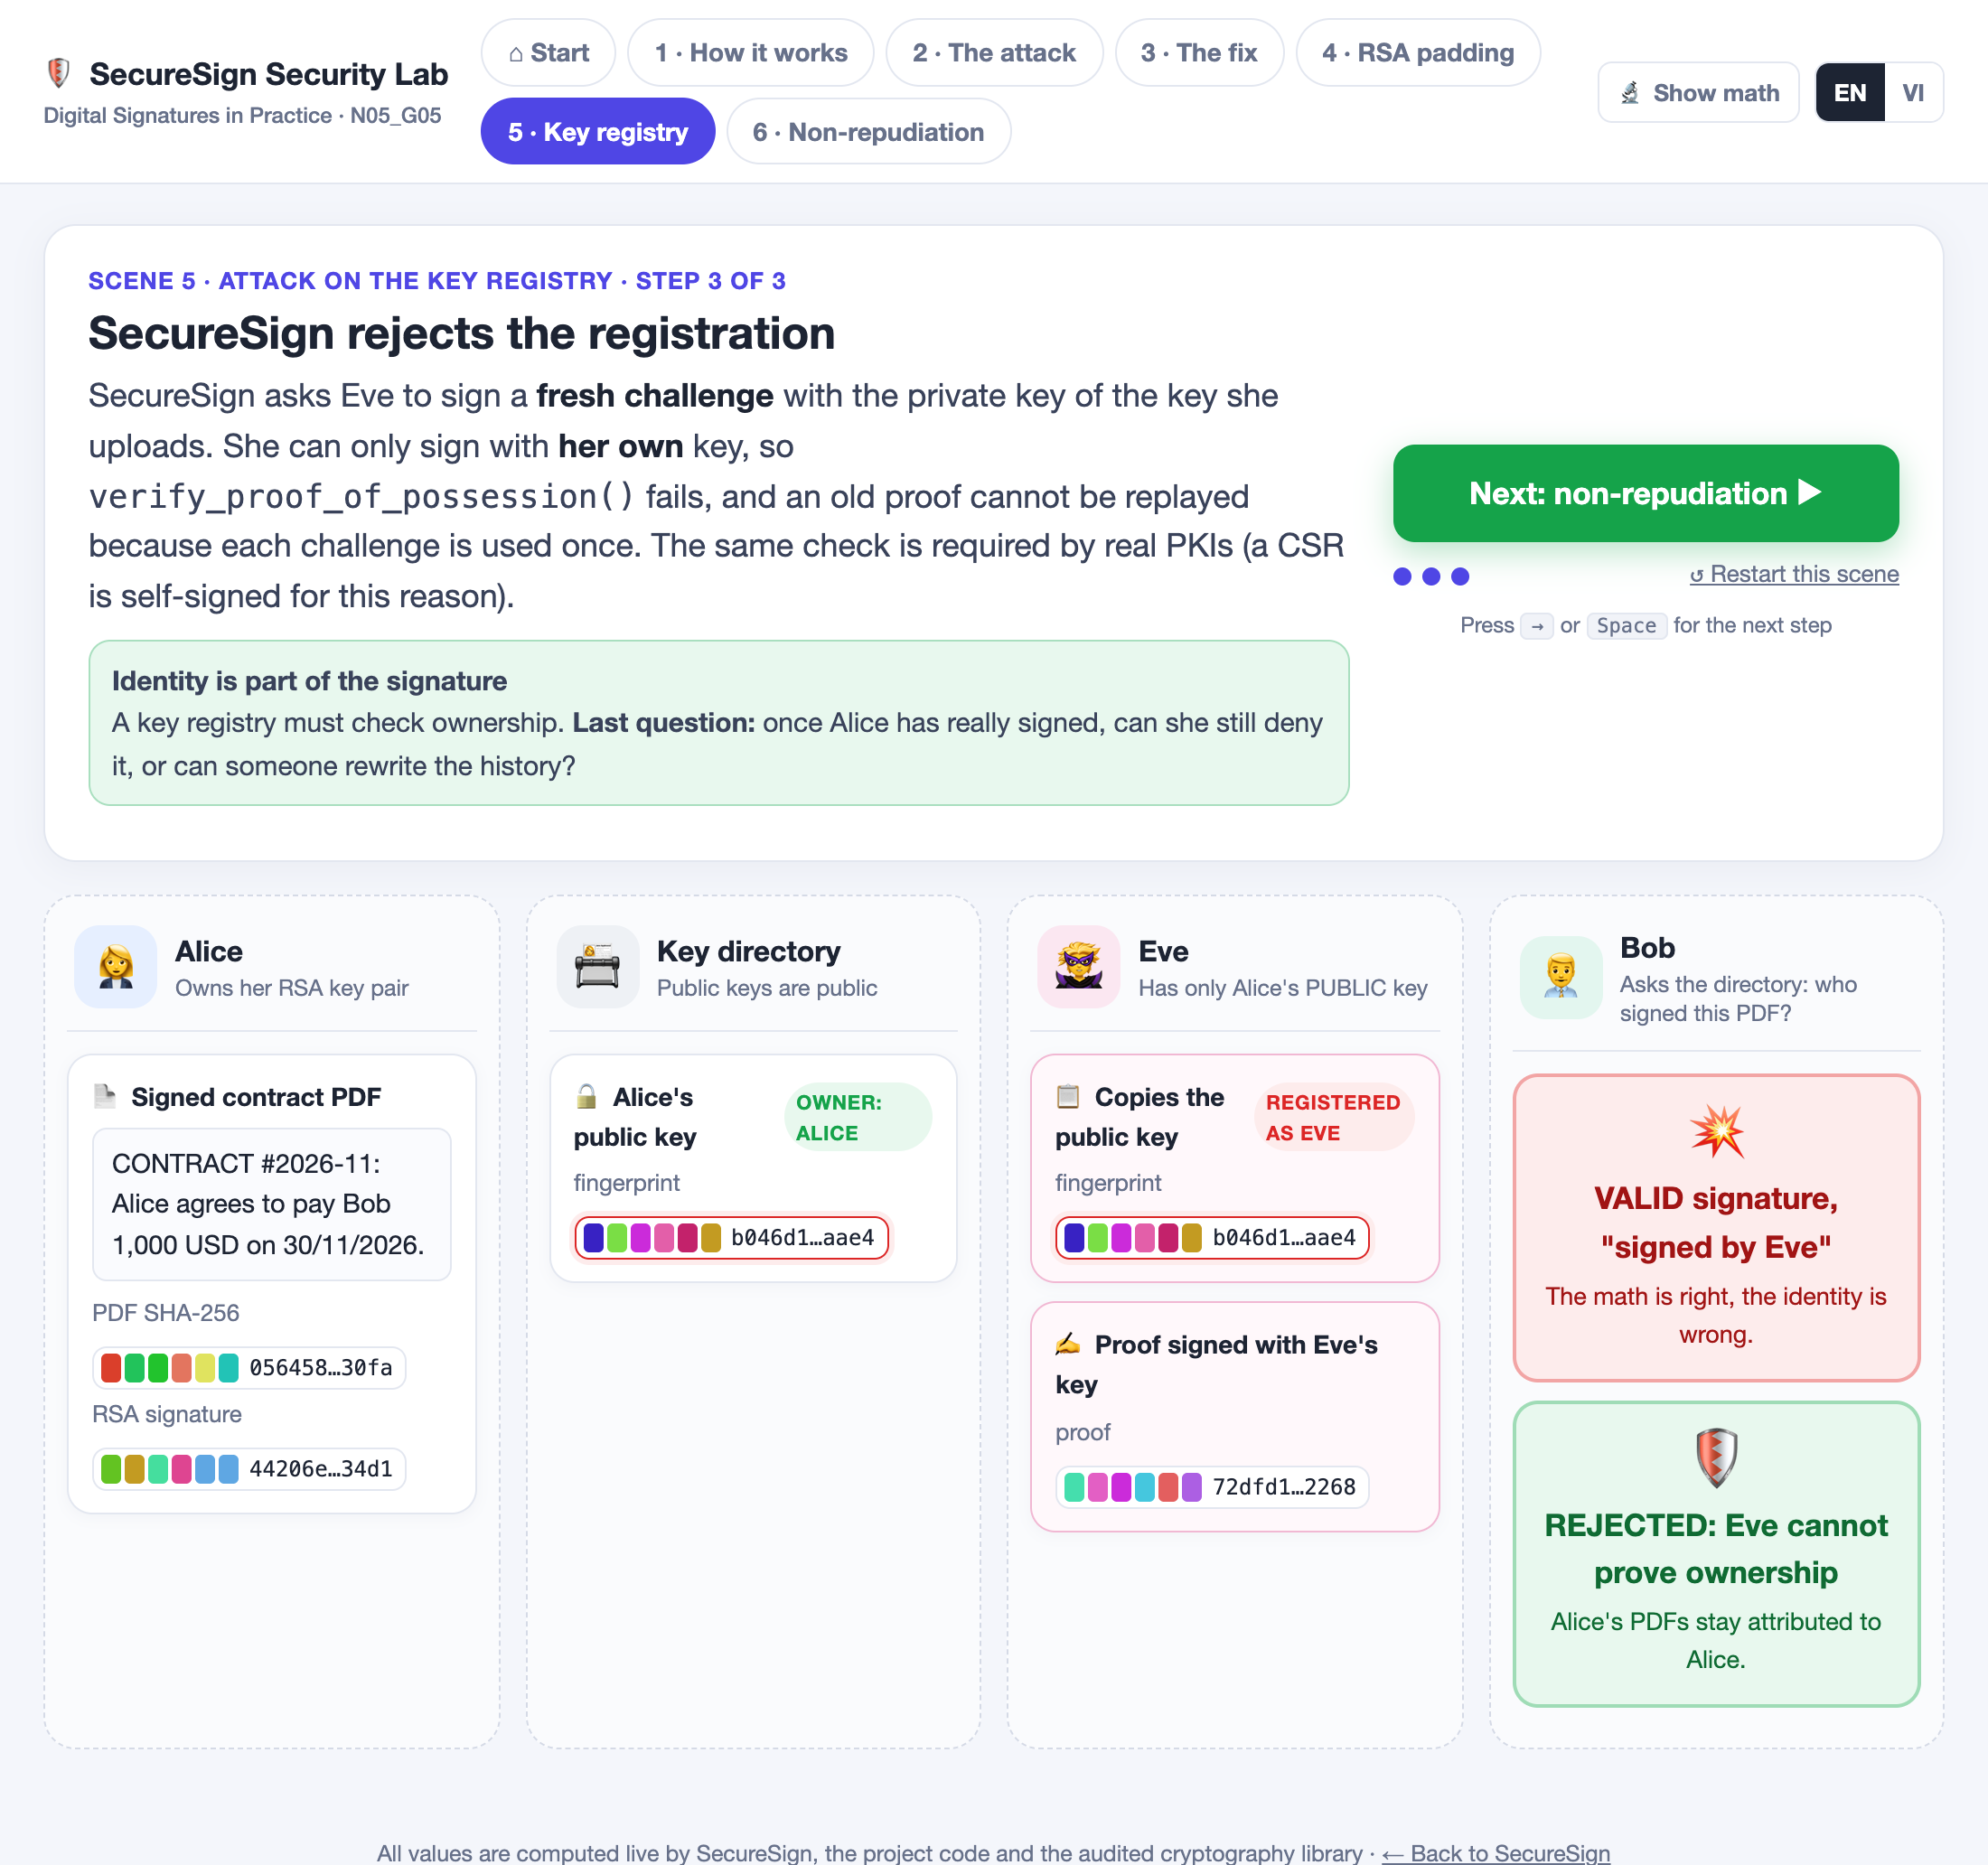 SecureSign Security Lab
Digital Signatures in Practice · N05_G05
⌂ Start
1 · How it works
2 · The attack
3 · The fix
4 · RSA padding
5 · Key registry
6 · Non-repudiation
Show math
EN
VI
SCENE 5 · ATTACK ON THE KEY REGISTRY · STEP 3 OF 3
SecureSign rejects the registration
SecureSign asks Eve to sign a fresh challenge with the private key of the key she
uploads. She can only sign with her own key, so
verify_proof_of_possession() fails, and an old proof cannot be replayed
because each challenge is used once. The same check is required by real PKIs (a CSR
is self-signed for this reason).
Identity is part of the signature
A key registry must check ownership. Last question: once Alice has really signed, can she still deny
it, or can someone rewrite the history?
Next: non-repudiation ▶
↺ Restart this scene
Press → or Space for the next step
Alice
Owns her RSA key pair
Signed contract PDF
CONTRACT #2026-11:
Alice agrees to pay Bob
1,000 USD on 30/11/2026.
PDF SHA-256
056458…30fa
RSA signature
44206e…34d1
Key directory
Public keys are public
Alice's
public key
OWNER:
ALICE
fingerprint
b046d1…aae4
Eve
Has only Alice's PUBLIC key
Copies the
public key
REGISTERED
AS EVE
fingerprint
b046d1…aae4
Proof signed with Eve's
key
proof
72dfd1…2268
Bob
Asks the directory: who
signed this PDF?
VALID signature,
"signed by Eve"
The math is right, the identity is
wrong.
REJECTED: Eve cannot
prove ownership
Alice's PDFs stay attributed to
Alice.
All values are computed live by SecureSign, the project code and the audited cryptography library · ← Back to SecureSign